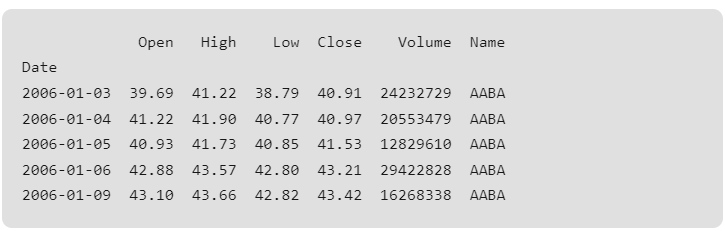 Open High Low Close Volume Name
Date
2006-01-03 39.69 41.22 38.79 40.91 24232729 AABA
2006-01-04 41.22 41.90 40.77 40.97 20553479 AABA
2006-01-05 40.93 41.73 40.85 41.53 12829610 AABA
2006-01-06 42.88 43.57 42.80 43.21 29422828 AABA
2006-01-09 43.10 43.66 42.82 43.42 16268338 AABA